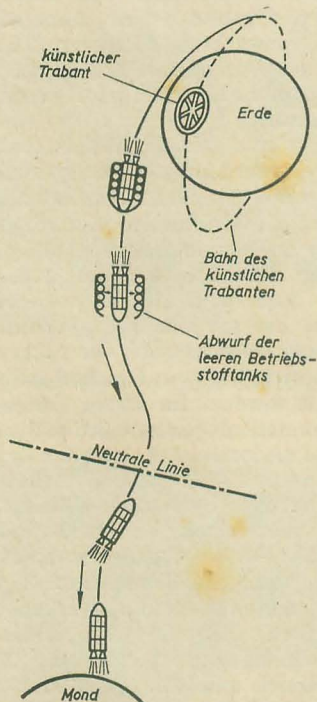 künstlicher
Trabant
Erde
Bahn des
künstlichen
Trabanten
Abwurf der
leeren Betriebs-
stofftanks
Neutrale Linie
Mond